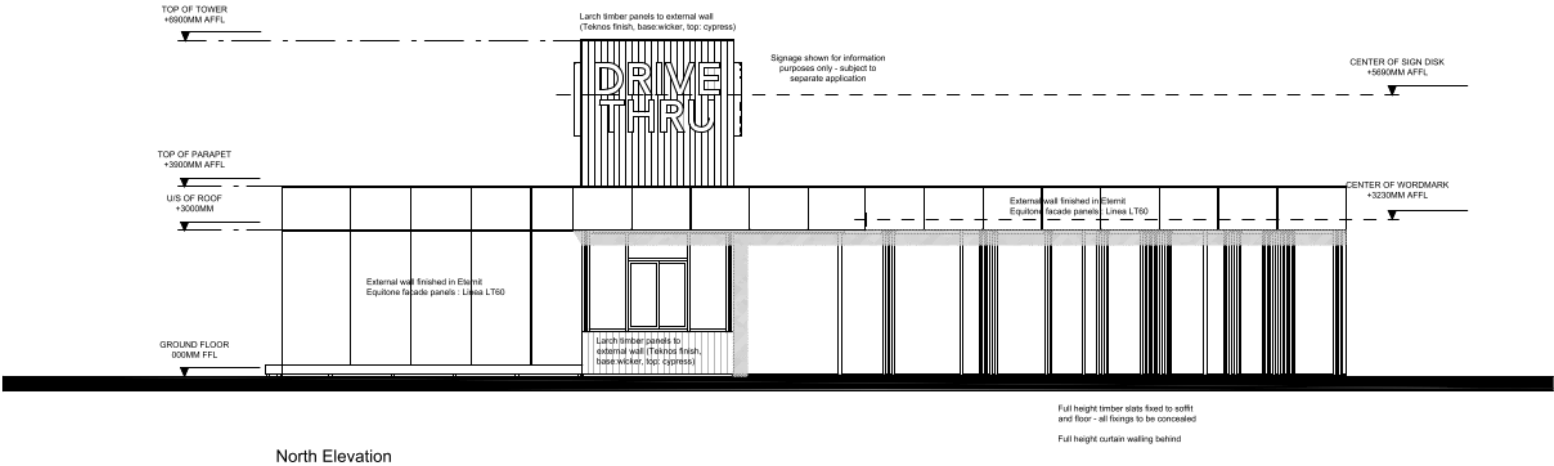 TOP OF TOWER
+6900MM AFFL
Larch timber panels to external wall
(Teknos finish, base:wicker, top: cypress)
Signage shown for information
purposes only - subject to
separate application
CENTER OF SIGN DISK
+5690MM AFFL
DRIVE
THRU
TOP OF PARAPET
+3900MM AFFL
U/S OF ROOF
+3000MM
CENTER OF WORDMARK
+3230MM AFFL
External wall finished in Eternit
Equitone facade panels : Linea LT60
External wall finished in Eternit
Equitone facade panels : Linea LT60
GROUND FLOOR
000MM FFL
Larch timber panels to
external wall (Teknos finish,
base:wicker, top: cypress)
Full height timber slats fixed to soffit
and floor - all fixings to be concealed
Full height curtain walling behind
North Elevation